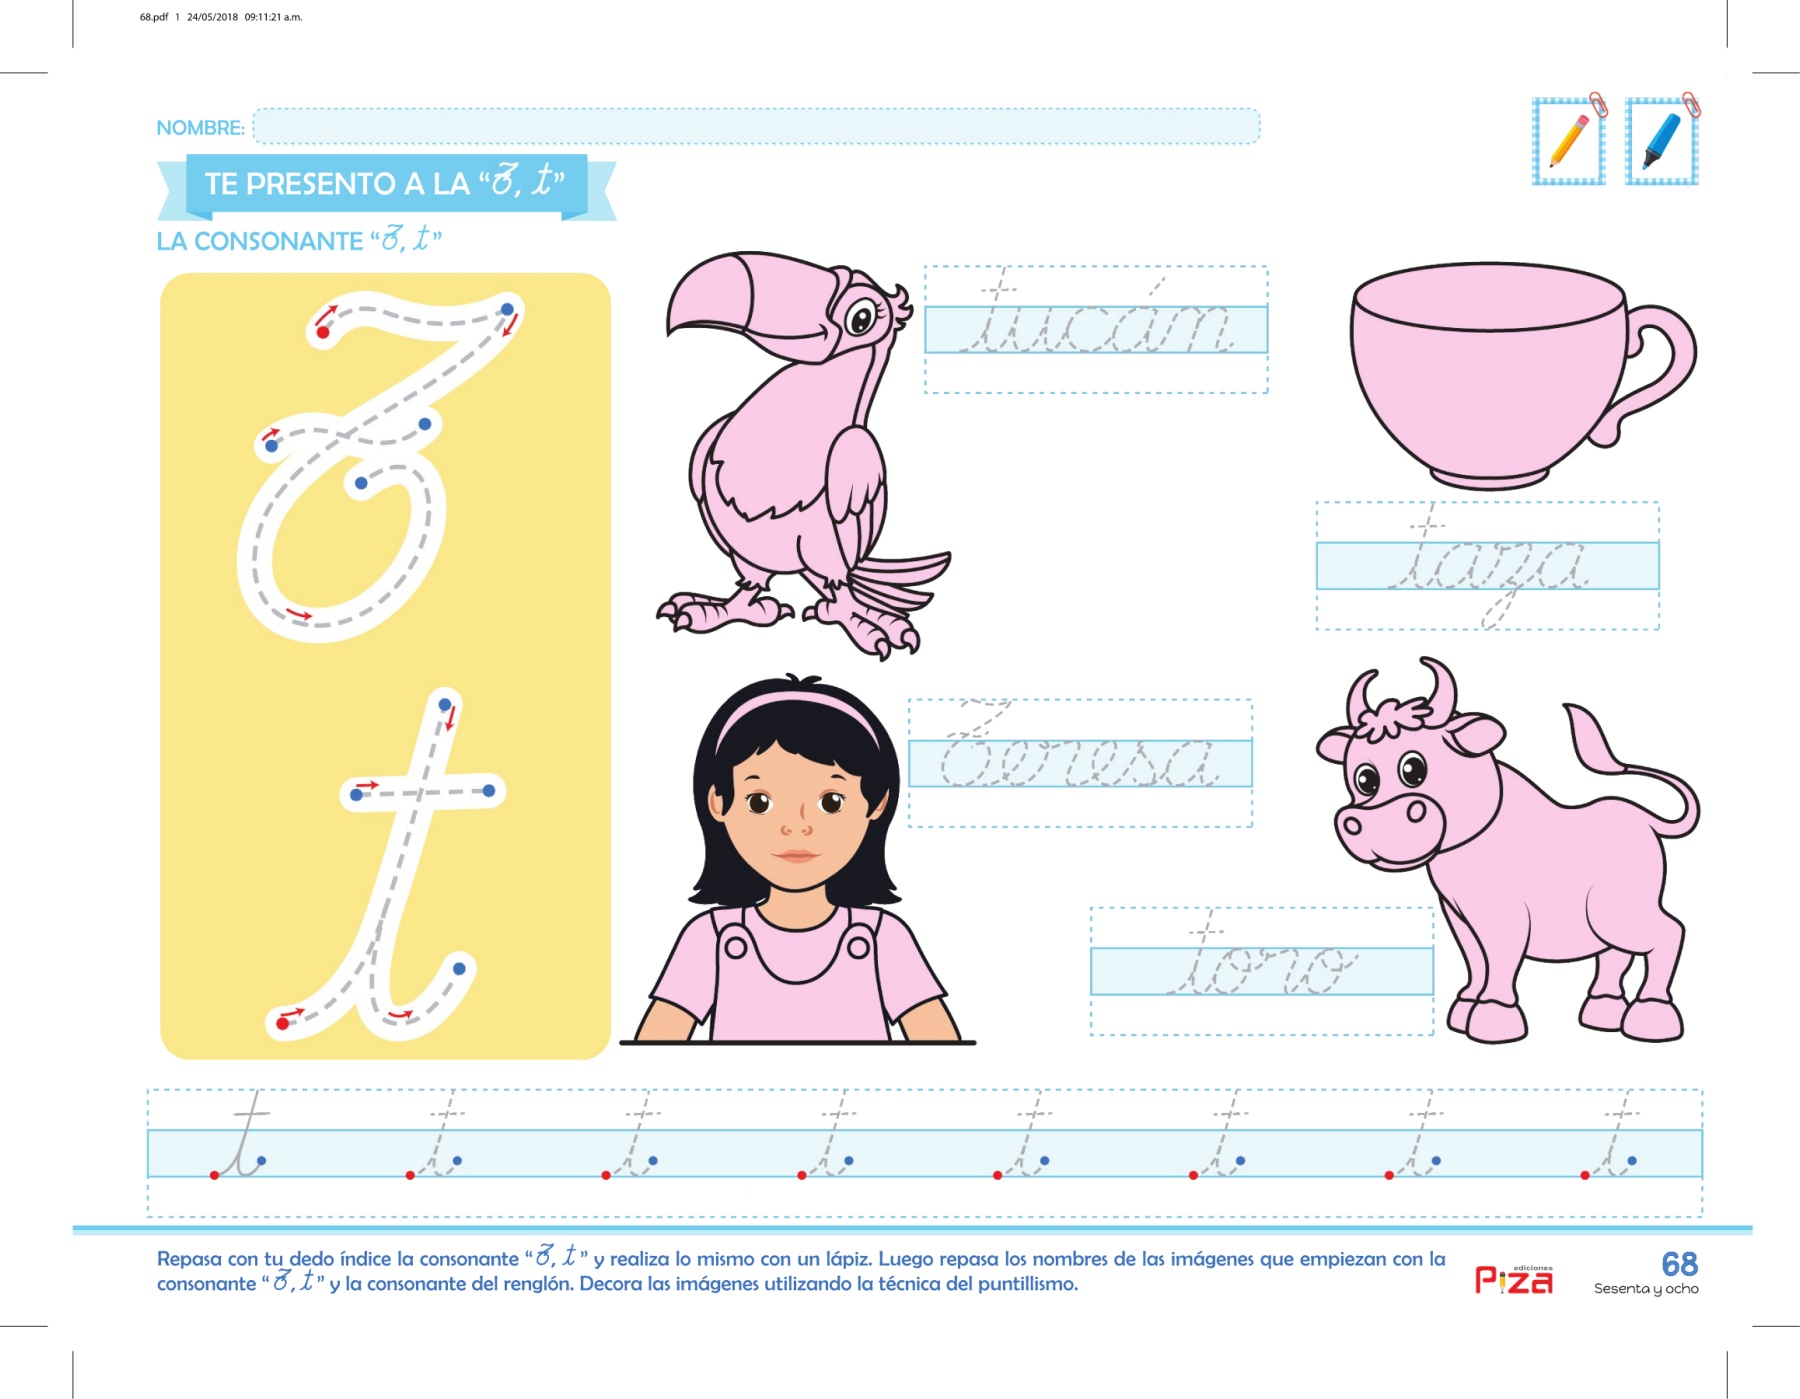 68.pdf 1 24/05/2018 09:11:21 a.m.
NOMBRE:
TE PRESENTO A LA “T, t”
LA CONSONANTE “T, t”
tucán
taza
Teresa
toro
t t t t t t t t
Repasa con tu dedo índice la consonante “T, t” y realiza lo mismo con un lápiz. Luego repasa los nombres de las imágenes que empiezan con la
consonante “T, t” y la consonante del renglón. Decora las imágenes utilizando la técnica del puntillismo.
ediciones
Piza
68
Sesenta y ocho
T
t